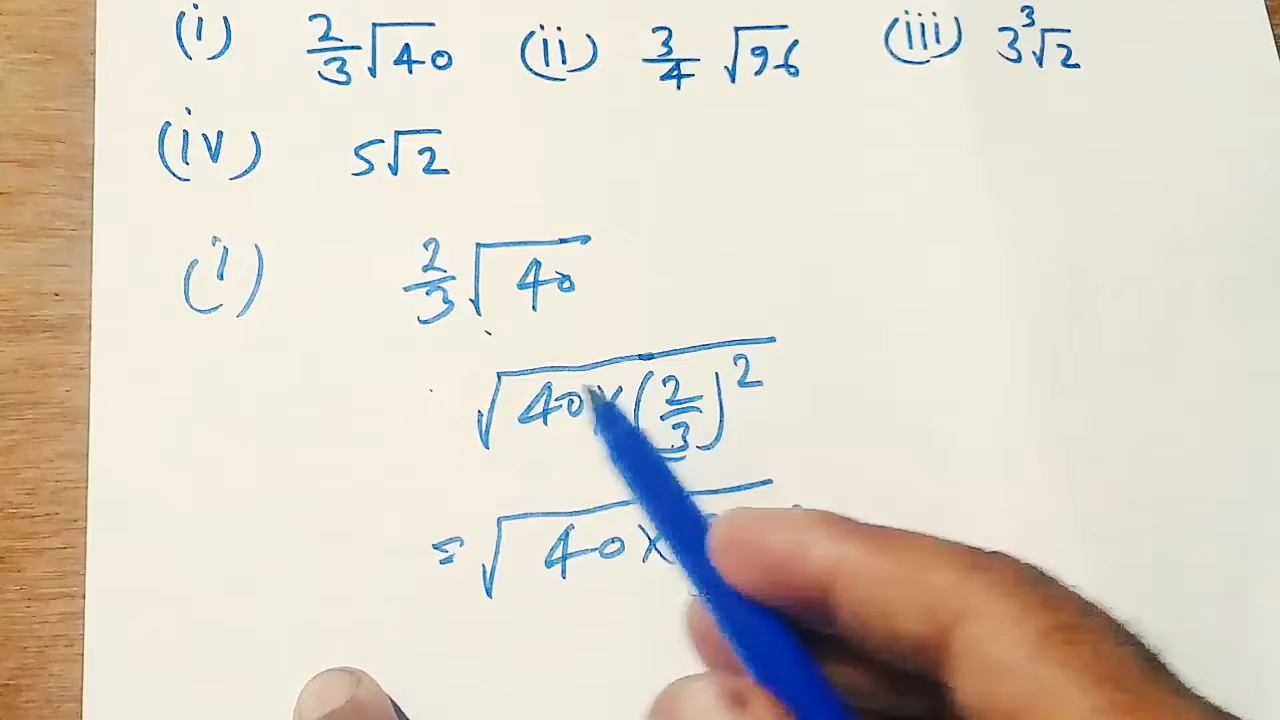 (i) 2/3 √40 (ii) 3/4 √96 (iii) 3 ³√2
(iv) 5√2
(i) 2/3 √40
√40×(2/3)²
= √40×